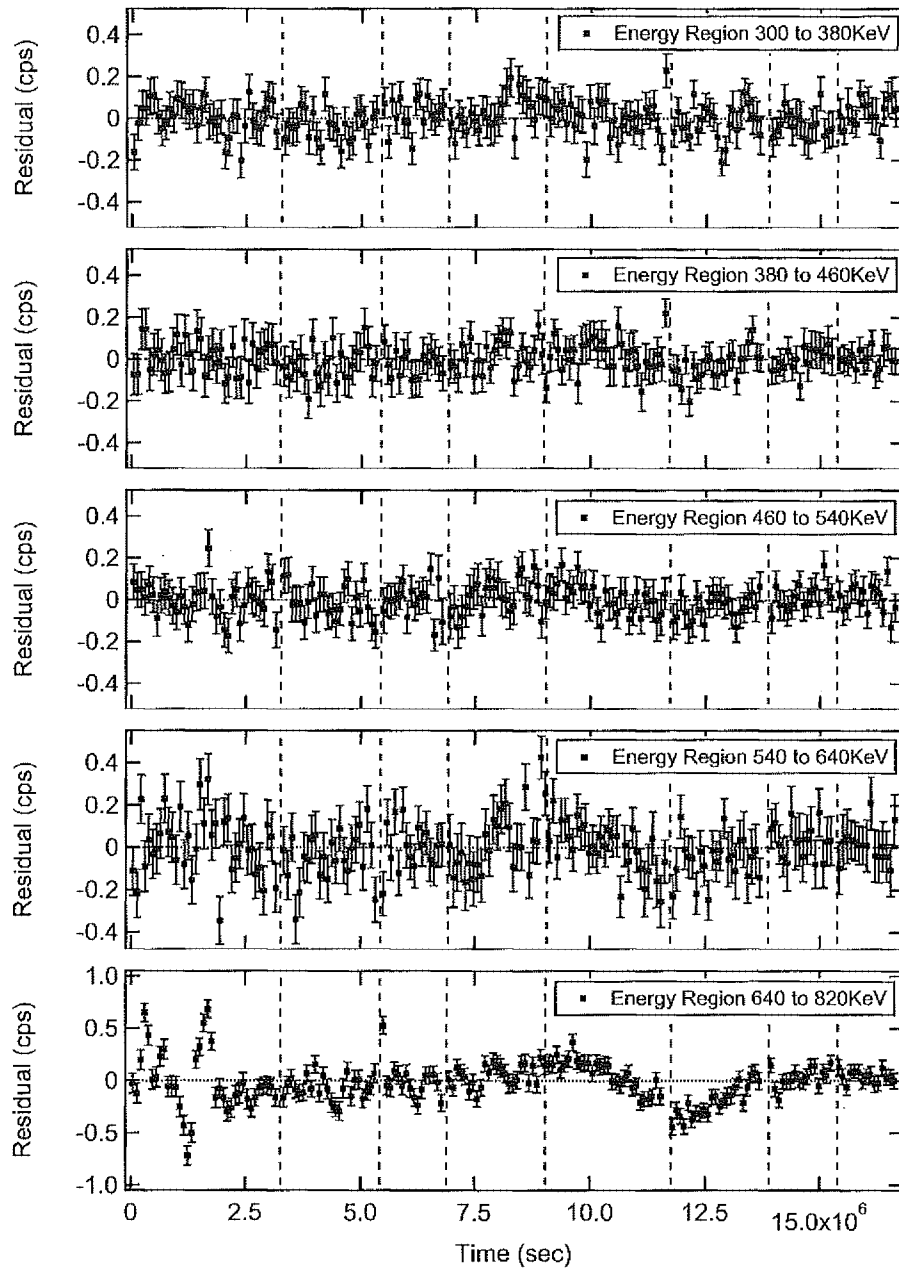 0.4
0.2
0
-0.2
-0.4
Residual (cps)
Energy Region 300 to 380KeV
0.4
0.2
0
-0.2
-0.4
Residual (cps)
Energy Region 380 to 460KeV
0.4
0.2
0
-0.2
-0.4
Residual (cps)
Energy Region 460 to 540KeV
0.4
0.2
0
-0.2
-0.4
Residual (cps)
Energy Region 540 to 640KeV
1.0
0.5
0
-0.5
-1.0
Residual (cps)
Energy Region 640 to 820KeV
0 2.5 5.0 7.5 10.0 12.5 15.0x10⁶
Time (sec)